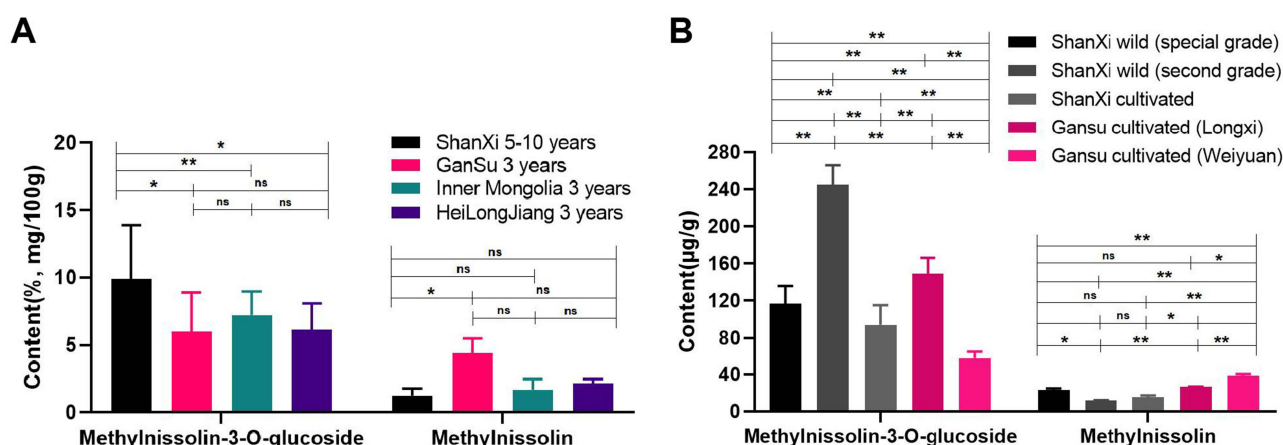 A
Content(%, mg/100g)
20
15
10
5
0
*
**
*
ns
ns
ns
ShanXi 5-10 years
GanSu 3 years
Inner Mongolia 3 years
HeiLongJiang 3 years
ns
ns
*
ns
ns
ns
Methylnissolin-3-O-glucoside
Methylnissolin
B
Content(µg/g)
280
240
200
160
120
80
40
0
**
**
**
**
**
**
**
**
**
**
**
ShanXi wild (special grade)
ShanXi wild (second grade)
ShanXi cultivated
Gansu cultivated (Longxi)
Gansu cultivated (Weiyuan)
**
ns
*
**
ns
**
ns
*
*
**
**
Methylnissolin-3-O-glucoside
Methylnissolin